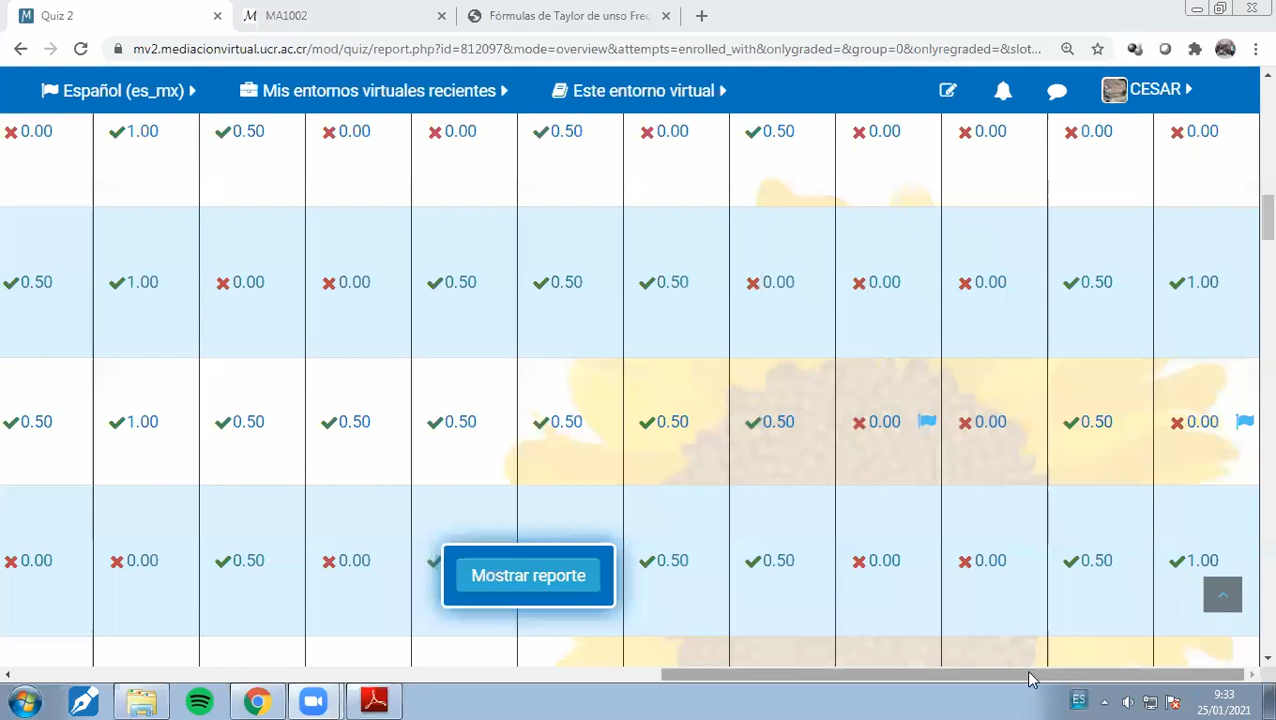 Quiz 2
MA1002
Fórmulas de Taylor de unso Frec
mv2.mediacionvirtual.ucr.ac.cr/mod/quiz/report.php?id=812097&mode=overview&attempts=enrolled_with&onlygraded=&group=0&onlyregraded=&slot...
Español (es_mx) Mis entornos virtuales recientes Este entorno virtual CESAR
0.00 1.00 0.50 0.00 0.00 0.50 0.00 0.50 0.00 0.00 0.00 0.00
0.50 1.00 0.00 0.00 0.50 0.50 0.50 0.00 0.00 0.00 0.50 1.00
0.50 1.00 0.50 0.50 0.50 0.50 0.50 0.50 0.00 0.00 0.50 0.00
0.00 0.00 0.50 0.00 0.50 0.50 0.00 0.00 0.50 1.00
Mostrar reporte
ES
9:33
25/01/2021